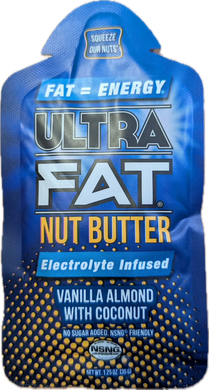 SQUEEZE
OUR NUTS
FAT = ENERGY
ULTRA
FAT®
NUT BUTTER
Electrolyte Infused
VANILLA ALMOND
WITH COCONUT
NO SUGAR ADDED, NSNG® FRIENDLY
NSNG
NET WT. 1.25 OZ. (35 G)